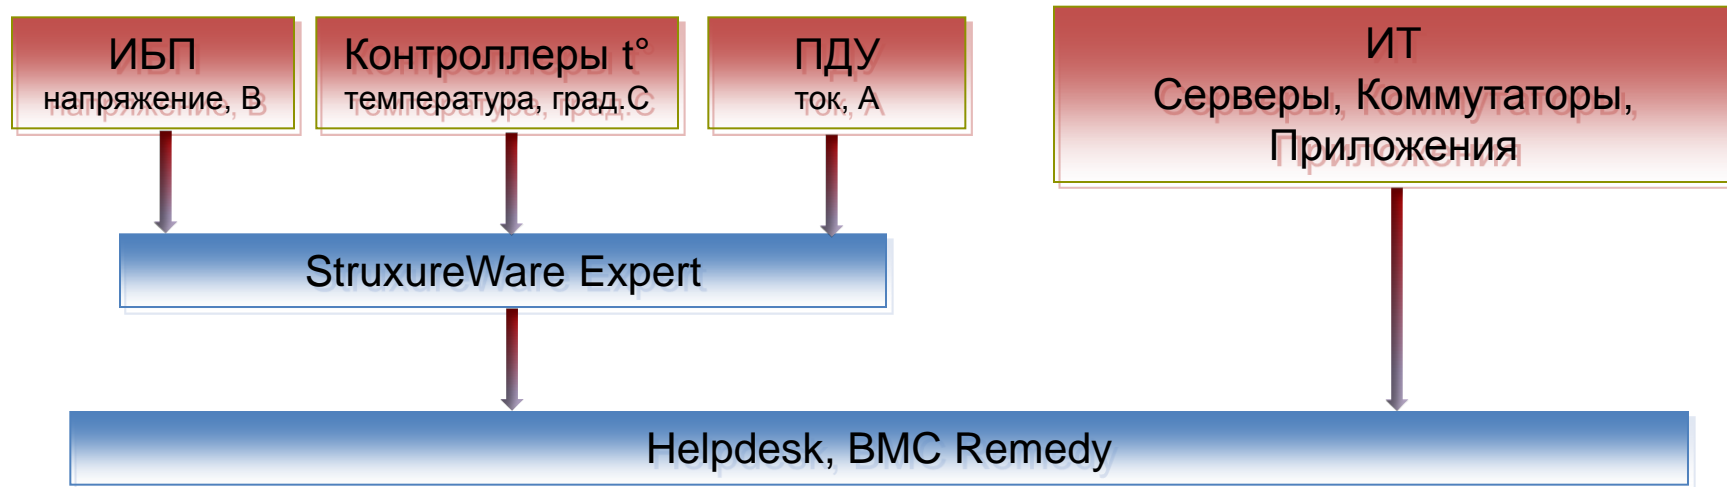 ИБП
напряжение, В
Контроллеры t°
температура, град.С
ПДУ
ток, А
ИТ
Серверы, Коммутаторы,
Приложения
StruxureWare Expert
Helpdesk, BMC Remedy